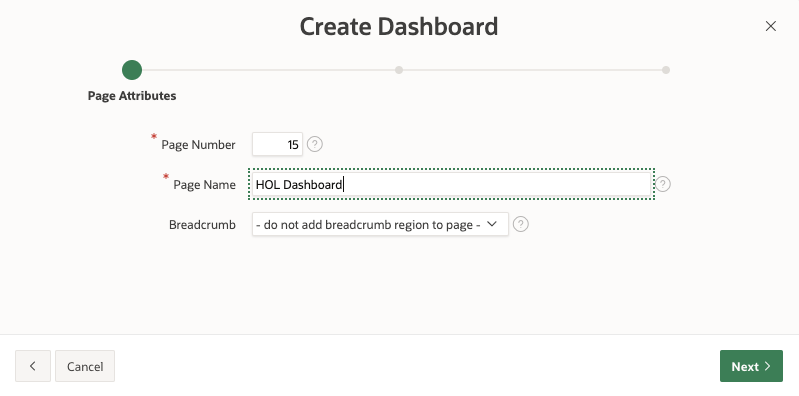 Create Dashboard
Page Attributes
* Page Number 15 ?
* Page Name HOL Dashboard ?
Breadcrumb - do not add breadcrumb region to page - ?
Cancel Next